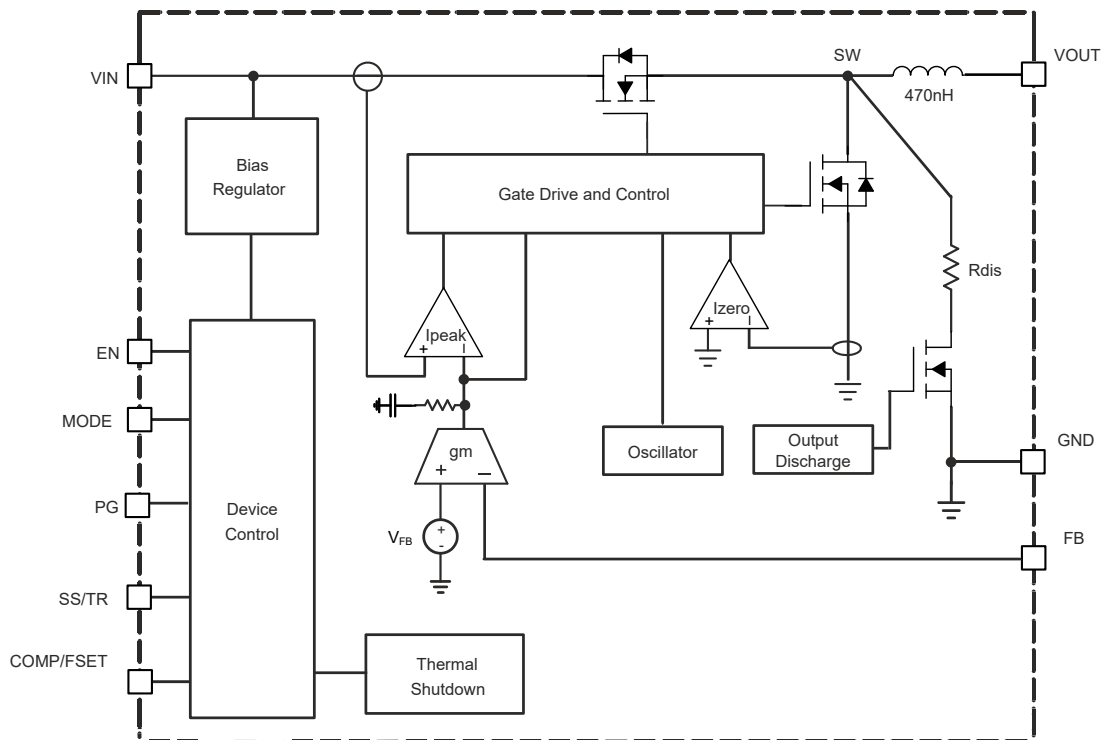 SW
VOUT
VIN
470nH
Bias
Regulator
Gate Drive and Control
Rdis
Izero
+
Ipeak
+
EN
MODE
gm
+ –
Oscillator
Output
Discharge
GND
PG
Device
Control
VFB
+
-
FB
SS/TR
COMP/FSET
Thermal
Shutdown